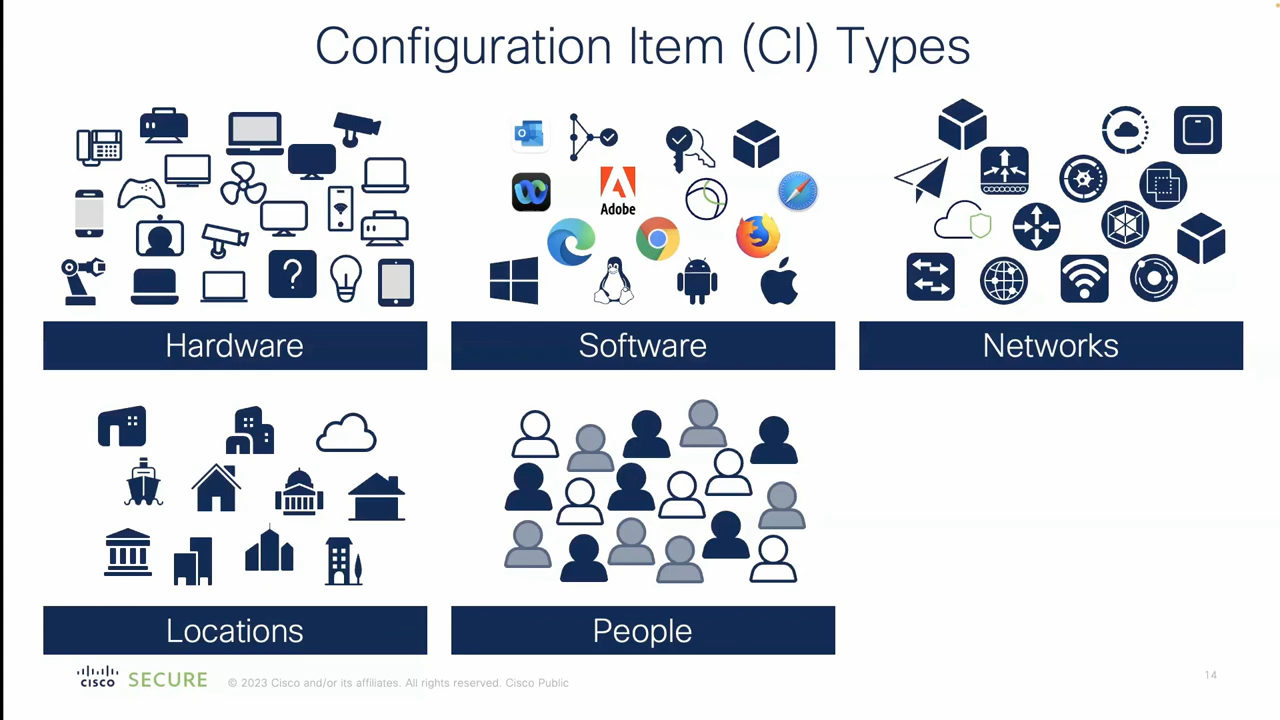 Configuration Item (CI) Types
Adobe
?
Hardware
Software
Networks
Locations
People
CISCO SECURE
© 2023 Cisco and/or its affiliates. All rights reserved. Cisco Public
14